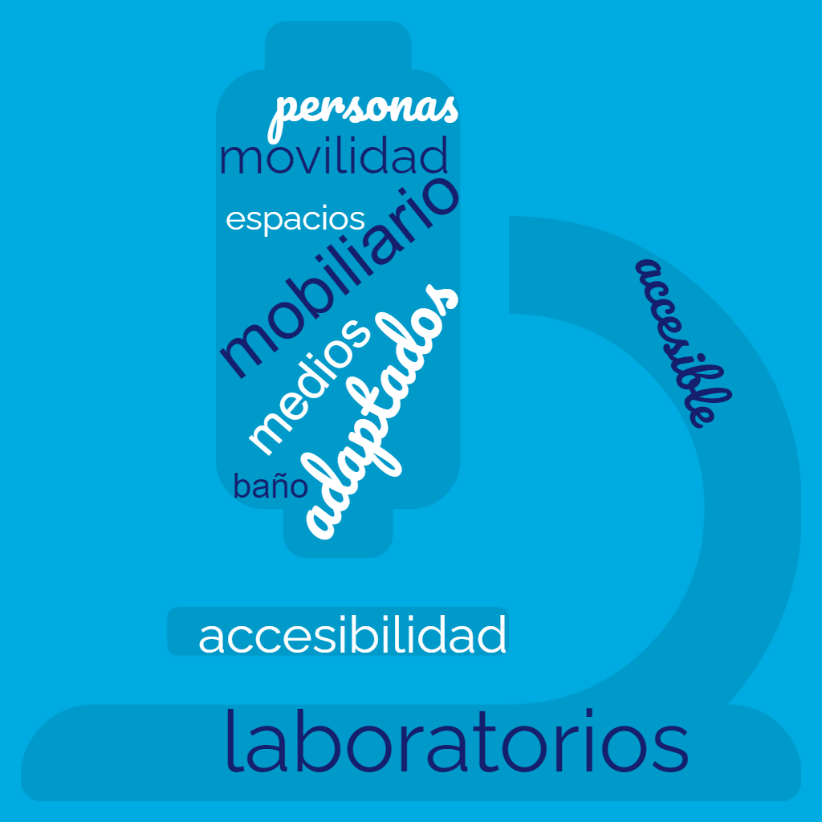 personas
movilidad
espacios
mobiliario
accesible
medios
adaptados
baño
accesibilidad
laboratorios